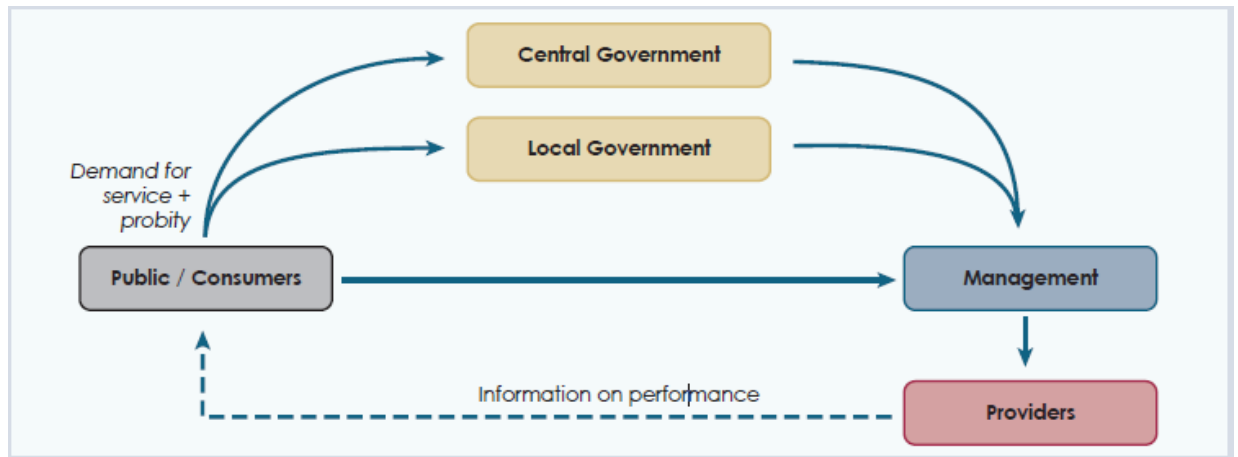 Central Government
Local Government
Demand for
service +
probity
Public / Consumers
Management
Information on performance
Providers